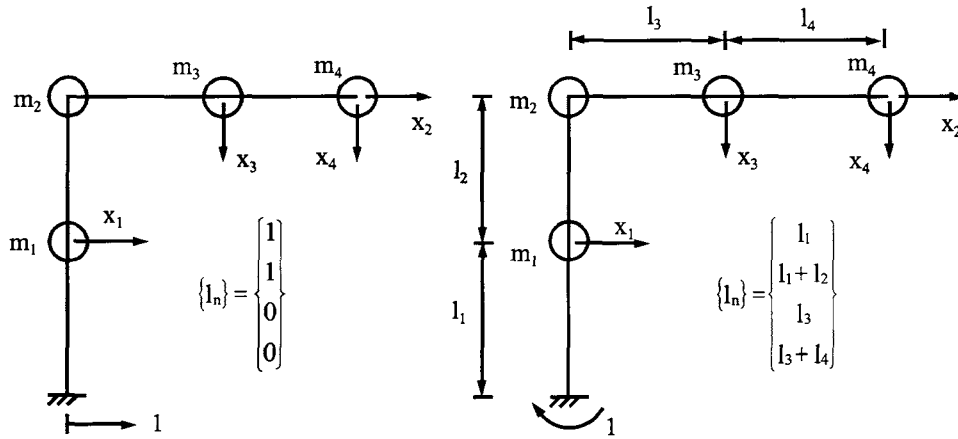 m₂
m₃
m₄
x₂
x₃
x₄
m₁
x₁
{lₙ} = {1 1 0 0}
1
l₃
l₄
m₂
m₃
m₄
x₂
x₃
x₄
l₂
m₁
x₁
l₁
{lₙ} = {l₁ l₁ + l₂ l₃ l₃ + l₄}
1